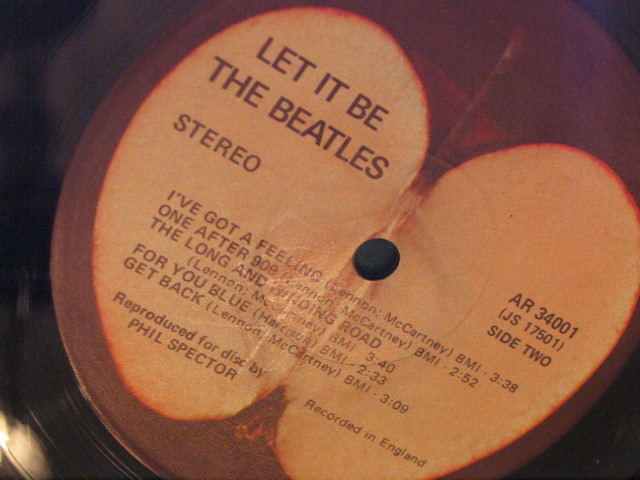 LET IT BE
THE BEATLES
STEREO
I'VE GOT A FEELING (Lennon; McCartney) BMI · 3:38
ONE AFTER 909 (Lennon; McCartney) BMI · 2:52
THE LONG AND WINDING ROAD
(Lennon; McCartney) BMI · 3:40
FOR YOU BLUE (Harrison) BMI · 2:33
GET BACK (Lennon; McCartney) BMI · 3:09
Reproduced for disc by
PHIL SPECTOR
AR 34001
(JS 17501)
SIDE TWO
Recorded in England